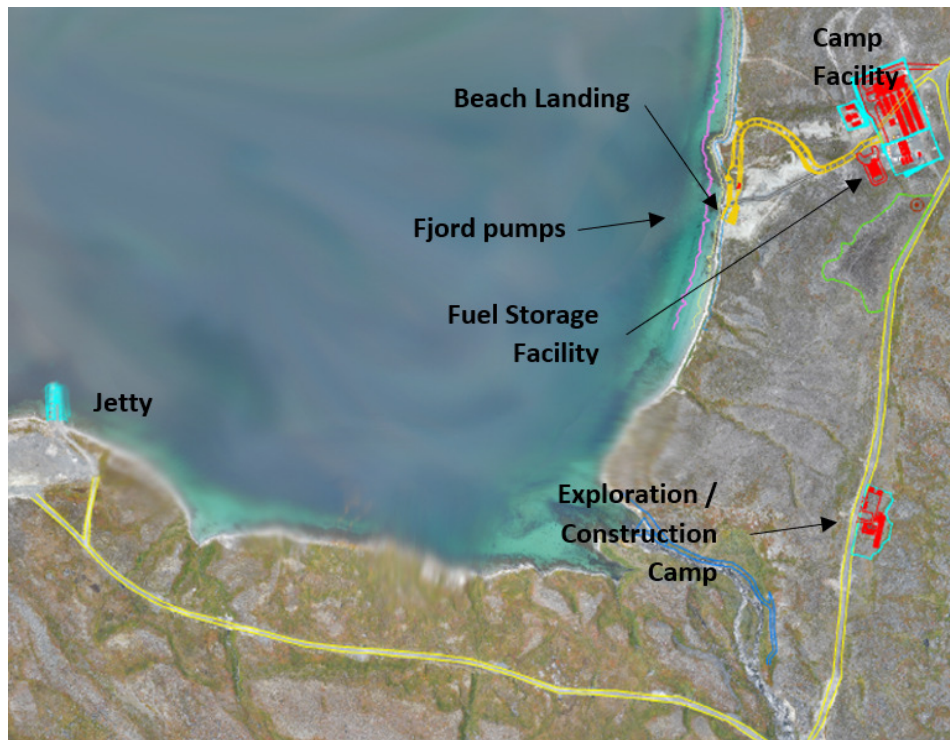 Camp
Facility
Beach Landing
Fjord pumps
Fuel Storage
Facility
Jetty
Exploration /
Construction
Camp